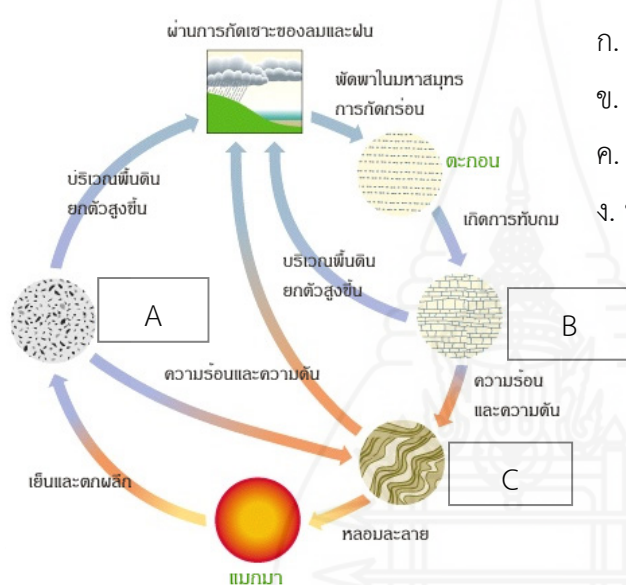 ผ่านการกัดเซาะของลมและฝน
พัดพาในมหาสมุทร
การกัดกร่อน
ตะกอน
เกิดการทับถม
บริเวณพื้นดิน
ยกตัวสูงขึ้น
บริเวณพื้นดิน
ยกตัวสูงขึ้น
A
B
ความร้อนและความดัน
ความร้อน
และความดัน
C
เย็นและตกผลึก
หลอมละลาย
แมกมา
ก.
ข.
ค.
ง.